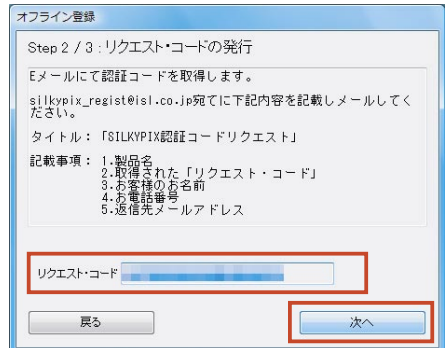 オフライン登録
Step 2 / 3 : リクエスト・コードの発行
Eメールにて認証コードを取得します。
silkypix_regist@isl.co.jp宛てに下記内容を記載しメールしてく
ださい。
タイトル：「SILKYPIX認証コードリクエスト」
記載事項： 1.製品名
2.取得された「リクエスト・コード」
3.お客様のお名前
4.お電話番号
5.返信先メールアドレス
リクエスト・コード
戻る
次へ